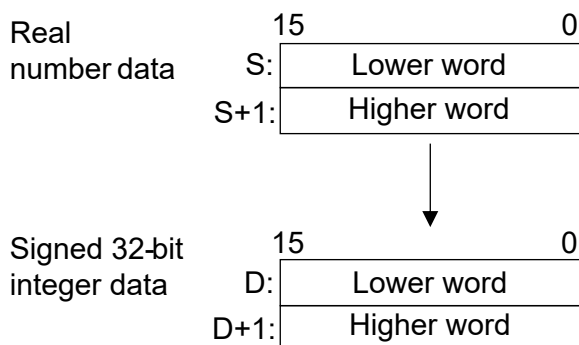 Real
number data
15 0
S: Lower word
S+1: Higher word
Signed 32-bit
integer data
15 0
D: Lower word
D+1: Higher word